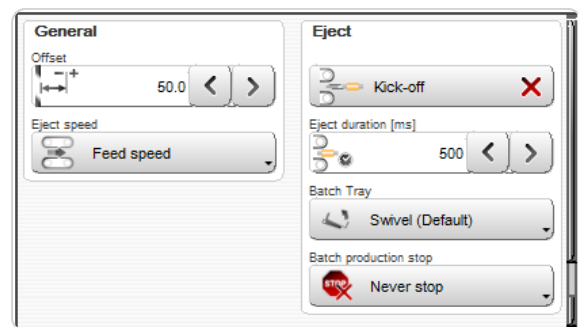 General
Offset
50.0
Eject speed
Feed speed
Eject
Kick-off
Eject duration [ms]
500
Batch Tray
Swivel (Default)
Batch production stop
STOP
Never stop